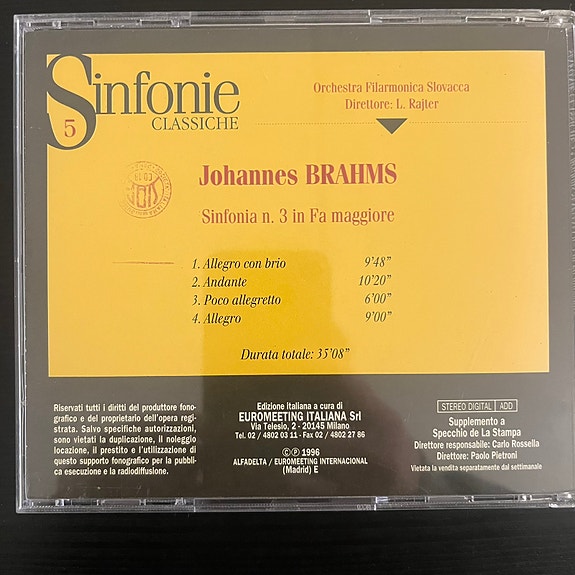 Sinfonie
CLASSICHE
5
Orchestra Filarmonica Slovacca
Direttore: L. Rajter
Johannes BRAHMS
Sinfonia n. 3 in Fa maggiore
1. Allegro con brio 9'48"
2. Andante 10'20"
3. Poco allegretto 6'00"
4. Allegro 9'00"
Durata totale: 35'08"
Riservati tutti i diritti del produttore fono-
grafico e del proprietario dell'opera regi-
strata. Salvo specifiche autorizzazioni,
sono vietati la duplicazione, il noleggio
locazione, il prestito e l'utilizzazione di
questo supporto fonografico per la pubbli-
ca esecuzione e la radiodiffusione.
Edizione italiana a cura di
EUROMEETING ITALIANA Srl
Via Telesio, 2 - 20145 Milano
Tel. 02 / 4802 03 11 - Fax 02 / 4802 27 86
©℗ 1996
ALFADELTA / EUROMEETING INTERNACIONAL
(Madrid) E
STEREO DIGITAL ADD
Supplemento a
Specchio de La Stampa
Direttore responsabile: Carlo Rossella
Direttore: Paolo Pietroni
Vietata la vendita separatamente dal settimanale